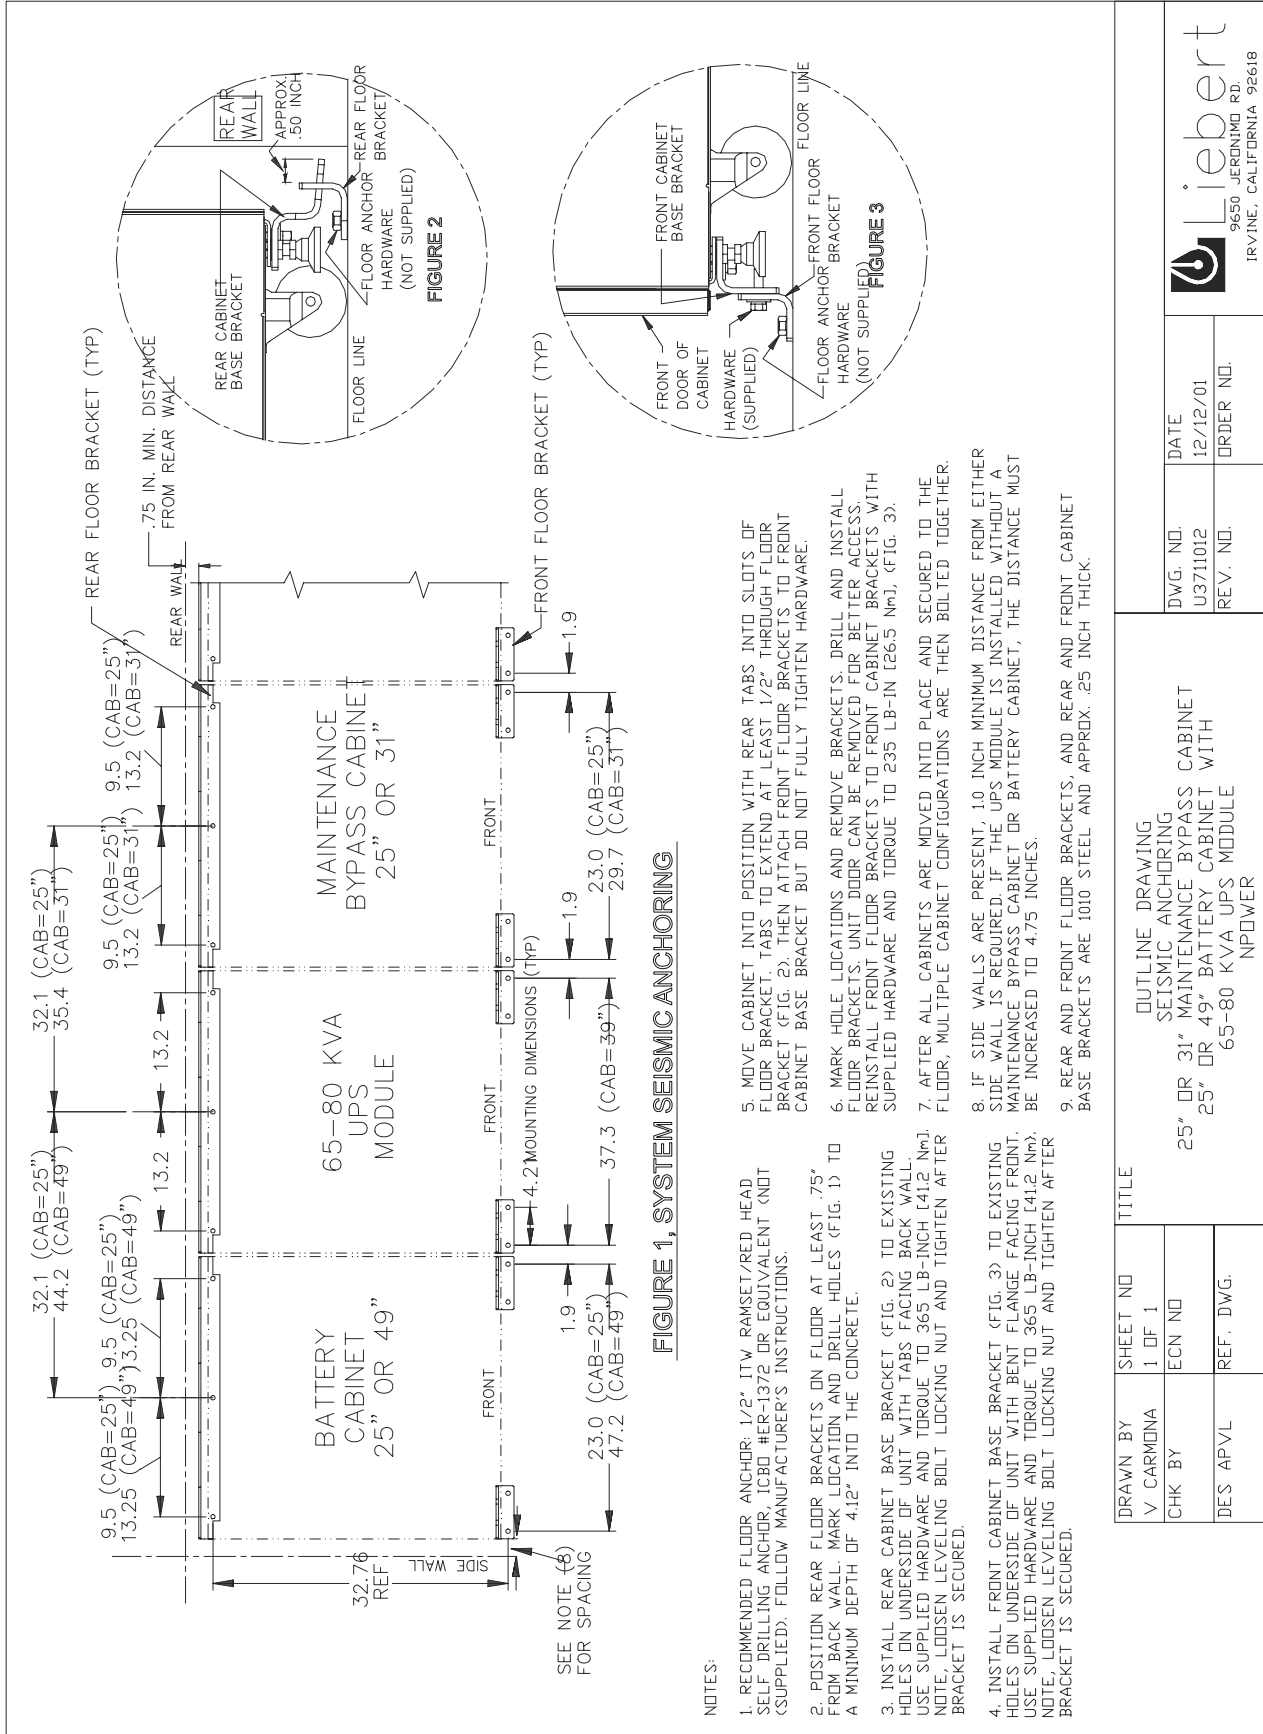 32.1 (CAB=25")
44.2 (CAB=49")
32.1 (CAB=25")
35.4 (CAB=31")
9.5 (CAB=25")
13.25 (CAB=49")
9.5 (CAB=25")
13.25 (CAB=49")
13.2
13.2
9.5 (CAB=25")
13.2 (CAB=31")
9.5 (CAB=25")
13.2 (CAB=31")
REAR FLOOR BRACKET (TYP)
REAR WALL
.75 IN. MIN. DISTANCE
FROM REAR WALL
32.76
REF
SIDE WALL
SEE NOTE (8)
FOR SPACING
BATTERY
CABINET
25" OR 49"
65-80 KVA
UPS
MODULE
MAINTENANCE
BYPASS CABINET
25" OR 31"
FRONT
FRONT
FRONT
FRONT FLOOR BRACKET (TYP)
4.21
MOUNTING DIMENSIONS (TYP)
1.9
1.9
1.9
23.0 (CAB=25")
47.2 (CAB=49")
37.3 (CAB=39")
23.0 (CAB=25")
29.7 (CAB=31")
FIGURE 1, SYSTEM SEISMIC ANCHORING
REAR
WALL
APPROX.
.50 INCH
REAR CABINET
BASE BRACKET
FLOOR LINE
REAR FLOOR
BRACKET
FLOOR ANCHOR
HARDWARE
(NOT SUPPLIED)
FIGURE 2
FRONT CABINET
BASE BRACKET
FRONT
DOOR OF
CABINET
HARDWARE
(SUPPLIED)
FLOOR LINE
FRONT FLOOR
BRACKET
FLOOR ANCHOR
HARDWARE
(NOT SUPPLIED)
FIGURE 3
NOTES:
1. RECOMMENDED FLOOR ANCHOR: 1/2" ITW RAMSET/RED HEAD
SELF DRILLING ANCHOR, ICBO #ER-1372 OR EQUIVALENT (NOT
(SUPPLIED). FOLLOW MANUFACTURER'S INSTRUCTIONS.
2. POSITION REAR FLOOR BRACKETS ON FLOOR AT LEAST .75"
FROM BACK WALL. MARK LOCATION AND DRILL HOLES (FIG. 1) TO
A MINIMUM DEPTH OF 4.12" INTO THE CONCRETE.
3. INSTALL REAR CABINET BASE BRACKET (FIG. 2) TO EXISTING
HOLES ON UNDERSIDE OF UNIT WITH TABS FACING BACK WALL.
USE SUPPLIED HARDWARE AND TORQUE TO 365 LB-INCH [41.2 Nm].
NOTE, LOOSEN LEVELING BOLT LOCKING NUT AND TIGHTEN AFTER
BRACKET IS SECURED.
4. INSTALL FRONT CABINET BASE BRACKET (FIG. 3) TO EXISTING
HOLES ON UNDERSIDE OF UNIT WITH BENT FLANGE FACING FRONT.
USE SUPPLIED HARDWARE AND TORQUE TO 365 LB-INCH [41.2 Nm).
NOTE, LOOSEN LEVELING BOLT LOCKING NUT AND TIGHTEN AFTER
BRACKET IS SECURED.
5. MOVE CABINET INTO POSITION WITH REAR TABS INTO SLOTS OF
FLOOR BRACKET. TABS TO EXTEND AT LEAST 1/2" THROUGH FLOOR
BRACKET (FIG. 2). THEN ATTACH FRONT FLOOR BRACKETS TO FRONT
CABINET BASE BRACKET BUT DO NOT FULLY TIGHTEN HARDWARE.
6. MARK HOLE LOCATIONS AND REMOVE BRACKETS. DRILL AND INSTALL
FLOOR BRACKETS. UNIT DOOR CAN BE REMOVED FOR BETTER ACCESS.
REINSTALL FRONT FLOOR BRACKETS TO FRONT CABINET BRACKETS WITH
SUPPLIED HARDWARE AND TORQUE TO 235 LB-IN [26.5 Nm], (FIG. 3).
7. AFTER ALL CABINETS ARE MOVED INTO PLACE AND SECURED TO THE
FLOOR, MULTIPLE CABINET CONFIGURATIONS ARE THEN BOLTED TOGETHER.
8. IF SIDE WALLS ARE PRESENT, 1.0 INCH MINIMUM DISTANCE FROM EITHER
SIDE WALL IS REQUIRED. IF THE UPS MODULE IS INSTALLED WITHOUT A
MAINTENANCE BYPASS CABINET OR BATTERY CABINET, THE DISTANCE MUST
BE INCREASED TO 4.75 INCHES.
9. REAR AND FRONT FLOOR BRACKETS, AND REAR AND FRONT CABINET
BASE BRACKETS ARE 1010 STEEL AND APPROX. .25 INCH THICK.
DRAWN BY
V CARMONA
CHK BY
DES APVL
SHEET NO
1 OF 1
ECN NO
REF. DWG.
TITLE
OUTLINE DRAWING
SEISMIC ANCHORING
25" OR 31" MAINTENANCE BYPASS CABINET
25" OR 49" BATTERY CABINET WITH
65-80 KVA UPS MODULE
NPOWER
DWG. NO.
U3711012
REV. NO.
DATE
12/12/01
ORDER NO.
Liebert
9650 JERONIMO RD.
IRVINE, CALIFORNIA 92618